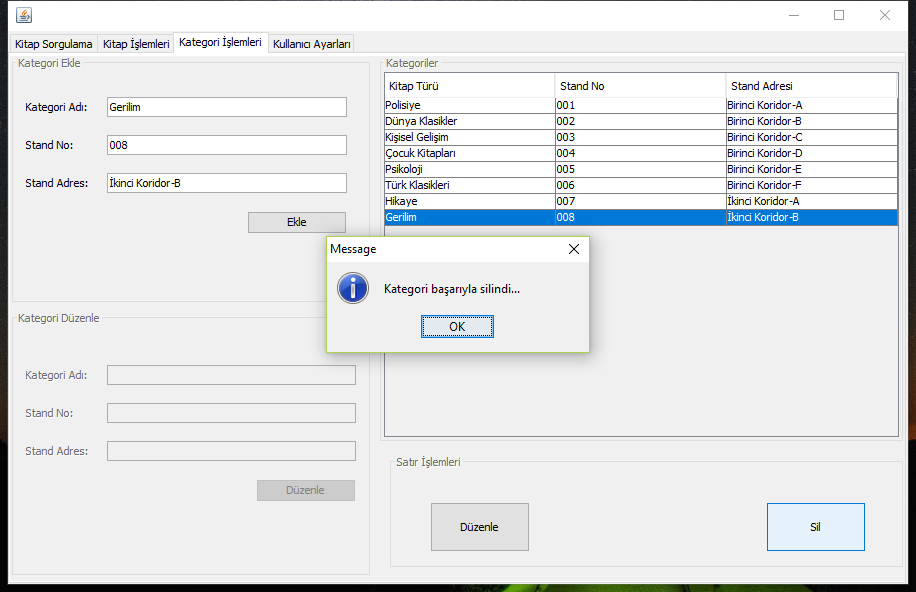 Kitap Sorgulama Kitap İşlemleri Kategori İşlemleri Kullanıcı Ayarları
Kategori Ekle
Kategori Adı: Gerilim
Stand No: 008
Stand Adres: İkinci Koridor-B
Ekle
Kategori Düzenle
Kategori Adı:
Stand No:
Stand Adres:
Düzenle
Kategoriler
Kitap Türü Stand No Stand Adresi
Polisiye 001 Birinci Koridor-A
Dünya Klasikler 002 Birinci Koridor-B
Kişisel Gelişim 003 Birinci Koridor-C
Çocuk Kitapları 004 Birinci Koridor-D
Psikoloji 005 Birinci Koridor-E
Türk Klasikleri 006 Birinci Koridor-F
Hikaye 007 İkinci Koridor-A
Gerilim 008 İkinci Koridor-B
Message
Kategori başarıyla silindi...
OK
Satır İşlemleri
Düzenle Sil